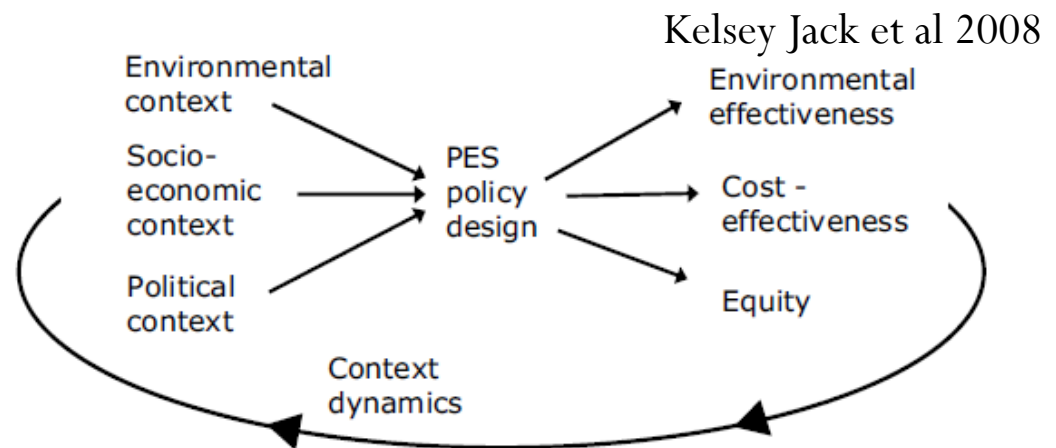 Kelsey Jack et al 2008
Environmental
context
Socio-
economic
context
Political
context
PES
policy
design
Environmental
effectiveness
Cost -
effectiveness
Equity
Context
dynamics